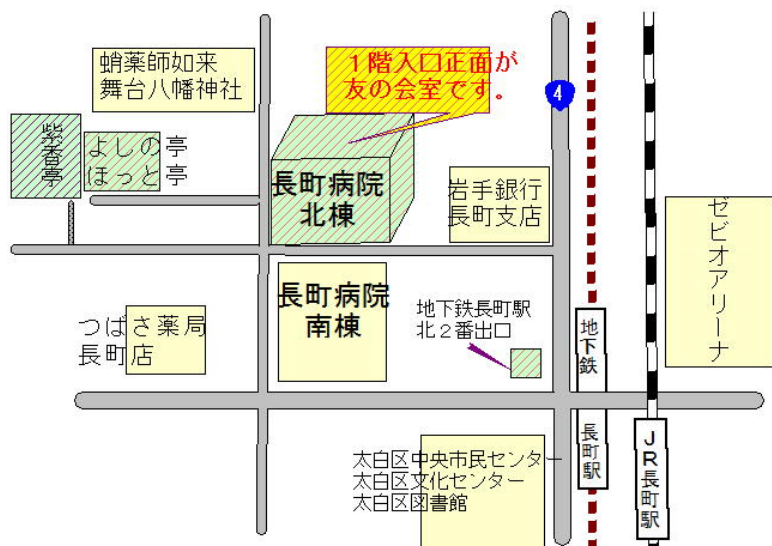 蛸薬師如来
舞台八幡神社
１階入口正面が
友の会室です。
4
紫香亭
よしの亭
ほっと亭
長町病院
北棟
岩手銀行
長町支店
ゼビオアリーナ
長町病院
南棟
つばさ薬局
長町店
地下鉄長町駅
北２番出口
地下鉄
長町駅
ＪＲ長町駅
太白区中央市民センター
太白区文化センター
太白区図書館